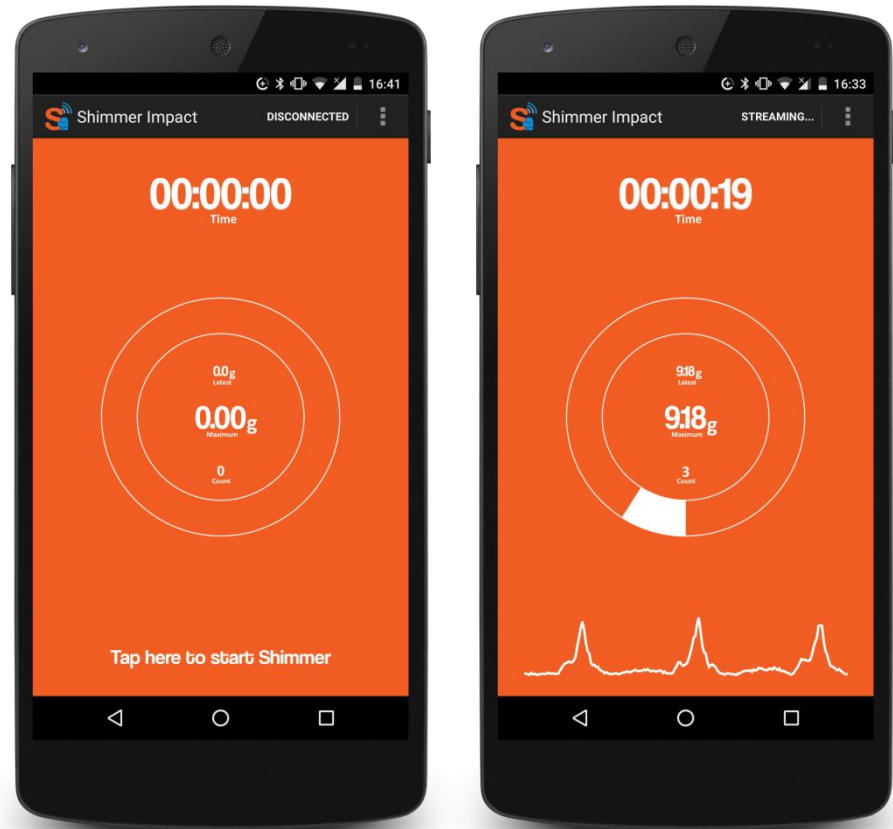 16:41
Shimmer Impact DISCONNECTED
00:00:00
Time
0.0g
Latest
0.00g
Maximum
0
Count
Tap here to start Shimmer
16:33
Shimmer Impact STREAMING...
00:00:19
Time
9.18g
Latest
9.18g
Maximum
3
Count